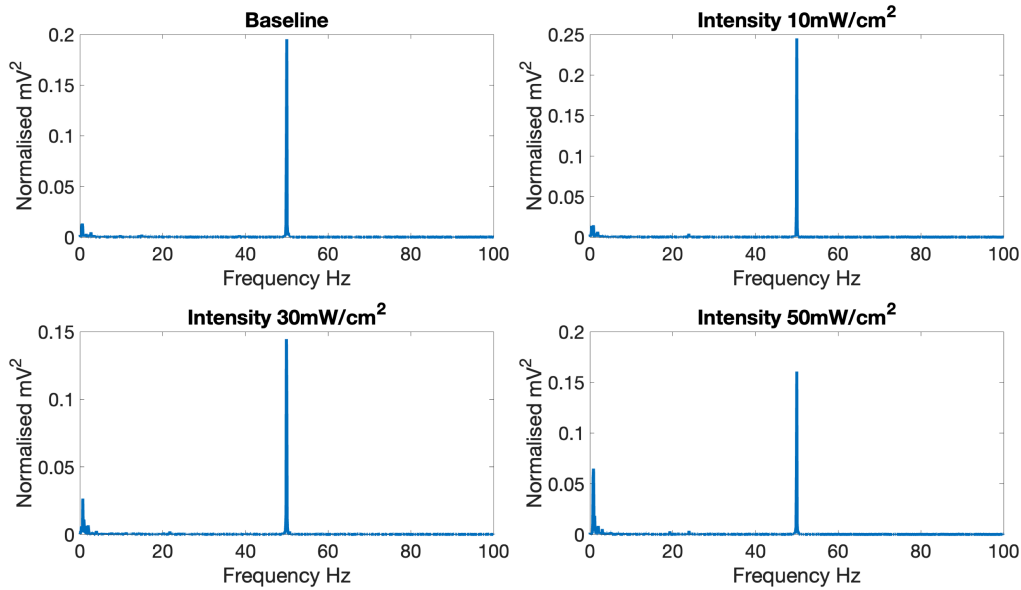 Baseline
Normalised mV²
0.2
0.15
0.1
0.05
0
0 20 40 60 80 100
Frequency Hz
Intensity 10mW/cm²
Normalised mV²
0.25
0.2
0.15
0.1
0.05
0
0 20 40 60 80 100
Frequency Hz
Intensity 30mW/cm²
Normalised mV²
0.15
0.1
0.05
0
0 20 40 60 80 100
Frequency Hz
Intensity 50mW/cm²
Normalised mV²
0.2
0.15
0.1
0.05
0
0 20 40 60 80 100
Frequency Hz